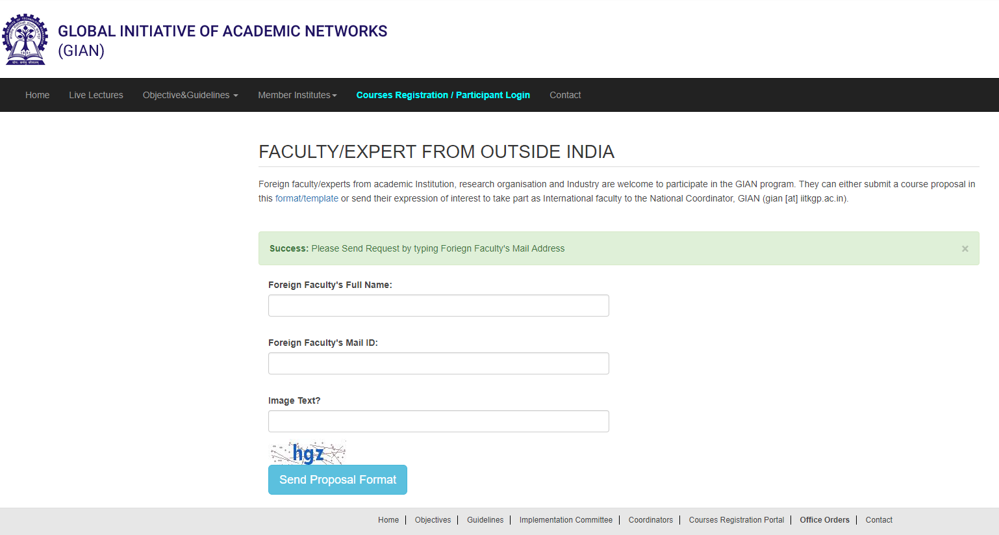 GLOBAL INITIATIVE OF ACADEMIC NETWORKS
(GIAN)
1951
Home Live Lectures Objective&Guidelines Member Institutes Courses Registration / Participant Login Contact
FACULTY/EXPERT FROM OUTSIDE INDIA
Foreign faculty/experts from academic Institution, research organisation and Industry are welcome to participate in the GIAN program. They can either submit a course proposal in
this format/template or send their expression of interest to take part as International faculty to the National Coordinator, GIAN (gian [at] iitkgp.ac.in).
Success: Please Send Request by typing Foriegn Faculty's Mail Address ×
Foreign Faculty's Full Name:
Foreign Faculty's Mail ID:
Image Text?
hgz
Send Proposal Format
Home Objectives Guidelines Implementation Committee Coordinators Courses Registration Portal Office Orders Contact